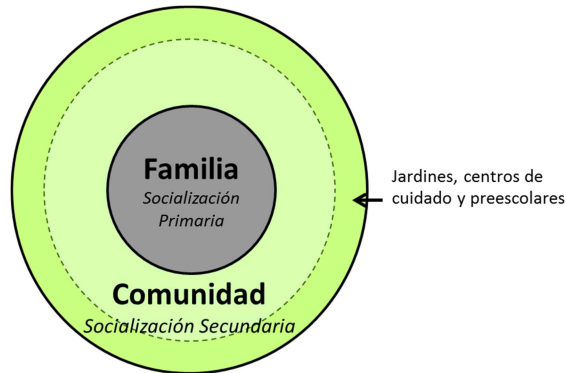 Familia
Socialización
Primaria
Jardines, centros de
cuidado y preescolares
Comunidad
Socialización Secundaria